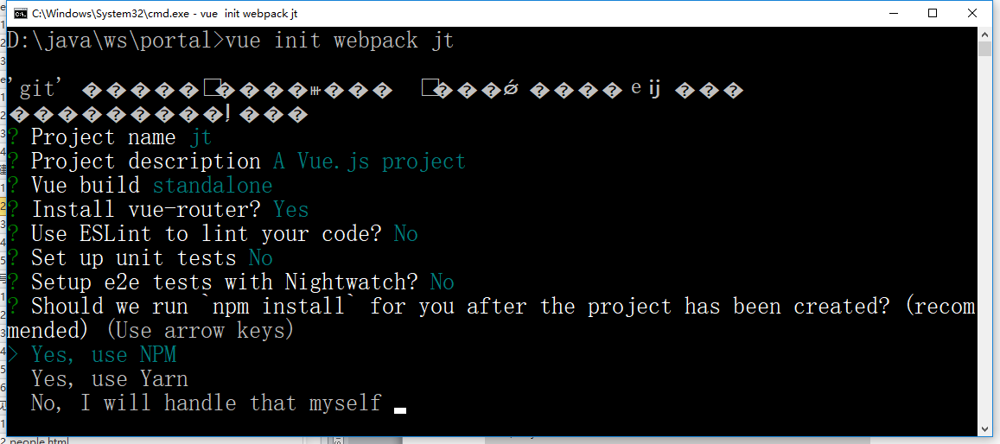 C:\Windows\System32\cmd.exe - vue init webpack jt
D:\java\ws\portal>vue init webpack jt
'git'
? Project name jt
? Project description A Vue.js project
? Vue build standalone
? Install vue-router? Yes
? Use ESLint to lint your code? No
? Set up unit tests No
? Setup e2e tests with Nightwatch? No
? Should we run `npm install` for you after the project has been created? (recom
mended) (Use arrow keys)
> Yes, use NPM
Yes, use Yarn
No, I will handle that myself
people.html